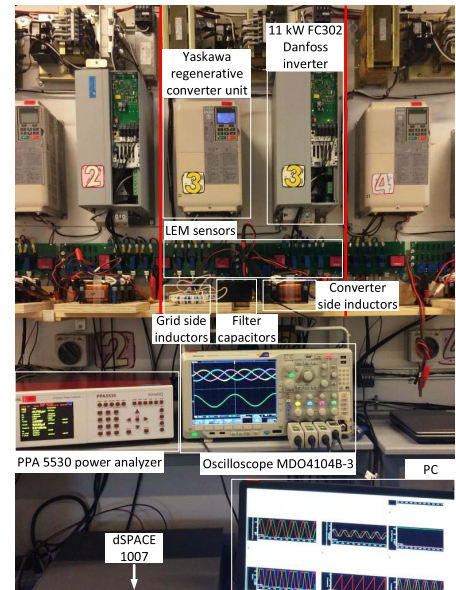 11 kW FC302
Danfoss
inverter
Yaskawa
regenerative
converter unit
2
3
3
4
LEM sensors
Converter
side inductors
Grid side
inductors
Filter
capacitors
2
PPA5530
PPA 5530 power analyzer
Oscilloscope MDO4104B-3
PC
dSPACE
1007